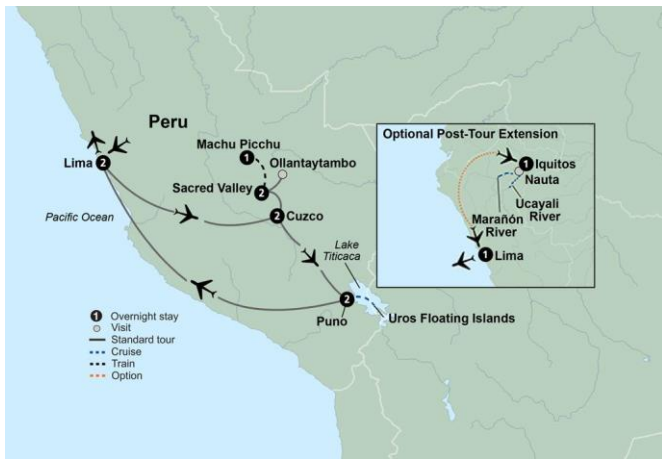 Peru
Machu Picchu
1
Ollantaytambo
Lima
2
Sacred Valley
2
2
Cuzco
Pacific Ocean
Lake
Titicaca
2
Puno
Uros Floating Islands
1
Overnight stay
Visit
Standard tour
Cruise
Train
Option
Optional Post-Tour Extension
1
Iquitos
Nauta
Ucayali
River
Marañón
River
1
Lima